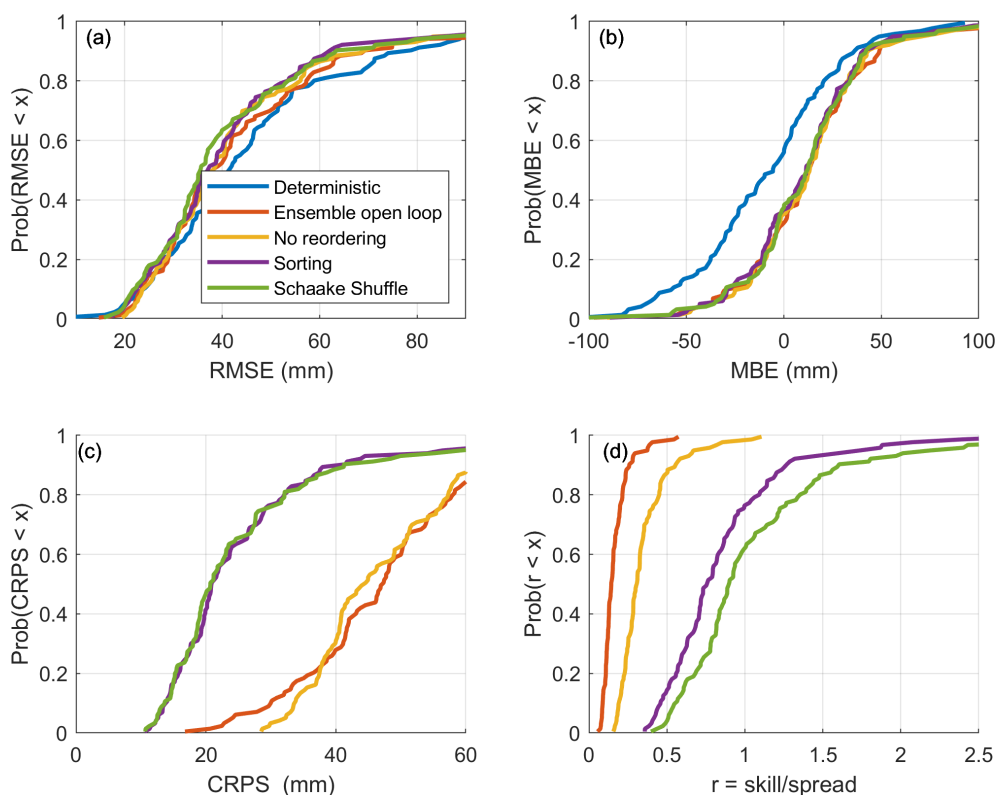 (a)
Prob(RMSE < x)
1
0.8
0.6
0.4
0.2
0
20
40
60
80
RMSE (mm)
Deterministic
Ensemble open loop
No reordering
Sorting
Schaake Shuffle
(b)
Prob(MBE < x)
1
0.8
0.6
0.4
0.2
0
-100
-50
0
50
100
MBE (mm)
(c)
Prob(CRPS < x)
1
0.8
0.6
0.4
0.2
0
0
20
40
60
CRPS (mm)
(d)
Prob(r < x)
1
0.8
0.6
0.4
0.2
0
0
0.5
1
1.5
2
2.5
r = skill/spread